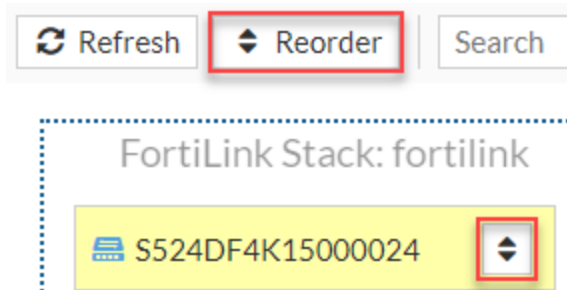 Refresh Reorder Search
FortiLink Stack: fortilink
S524DF4K15000024